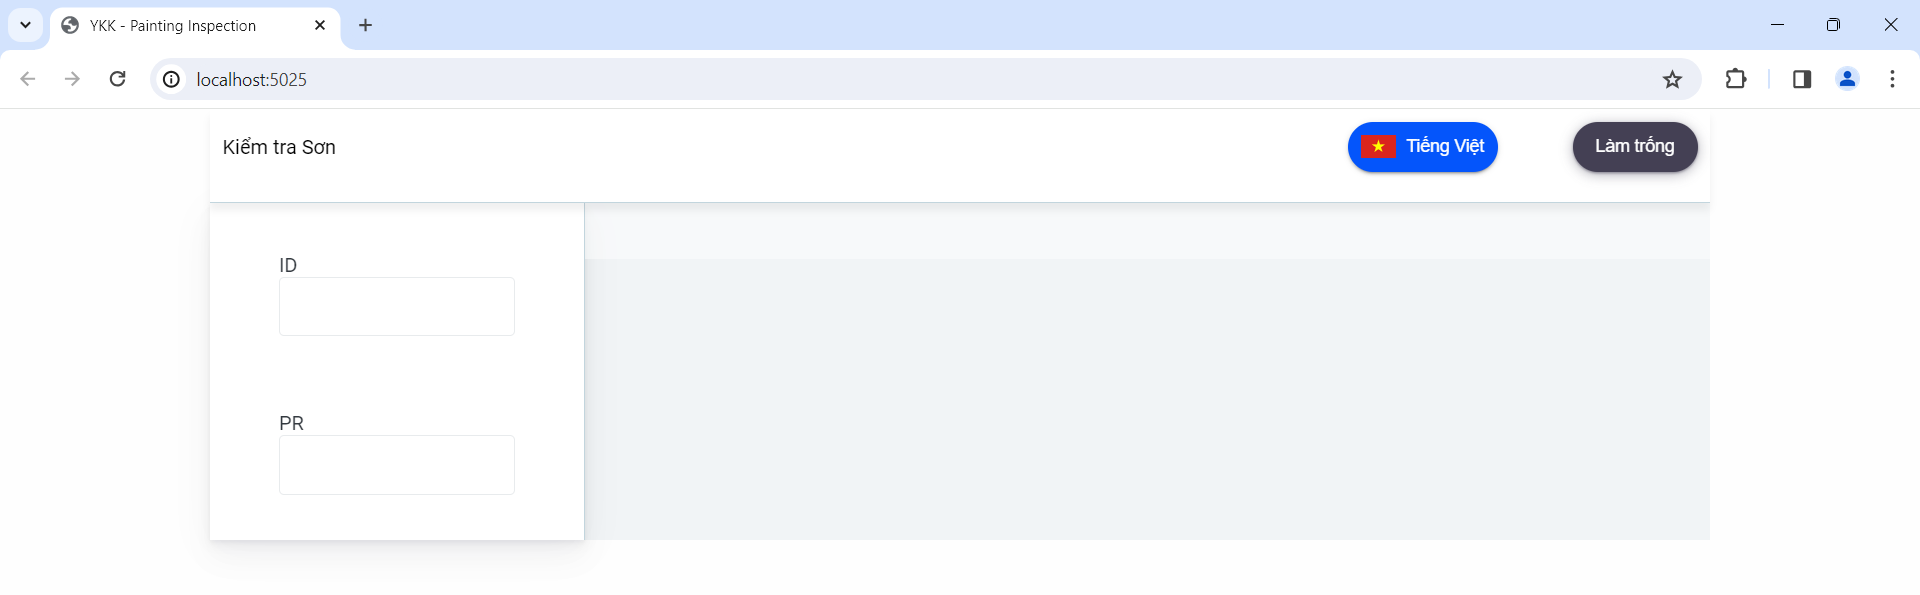 YKK - Painting Inspection
localhost:5025
Kiểm tra Sơn
Tiếng Việt
Làm trống
ID
PR